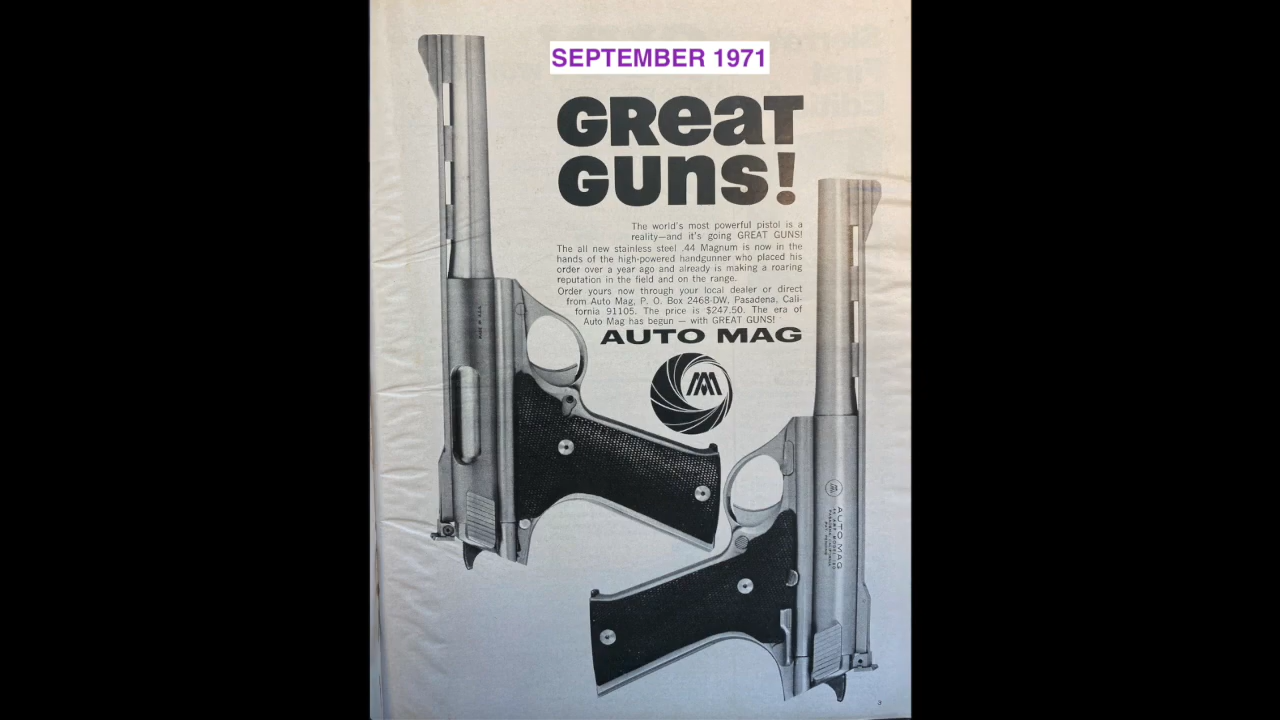 SEPTEMBER 1971
GREAT
GUNS!
The world's most powerful pistol is a
reality—and it's going GREAT GUNS!
The all new stainless steel .44 Magnum is now in the
hands of the high-powered handgunner who placed his
order over a year ago and already is making a roaring
reputation in the field and on the range.
Order yours now through your local dealer or direct
from Auto Mag, P. O. Box 2468-DW, Pasadena, Cali-
fornia 91105. The price is $247.50. The era of
Auto Mag has begun — with GREAT GUNS!
AUTO MAG
AM
AUTO MAG
3